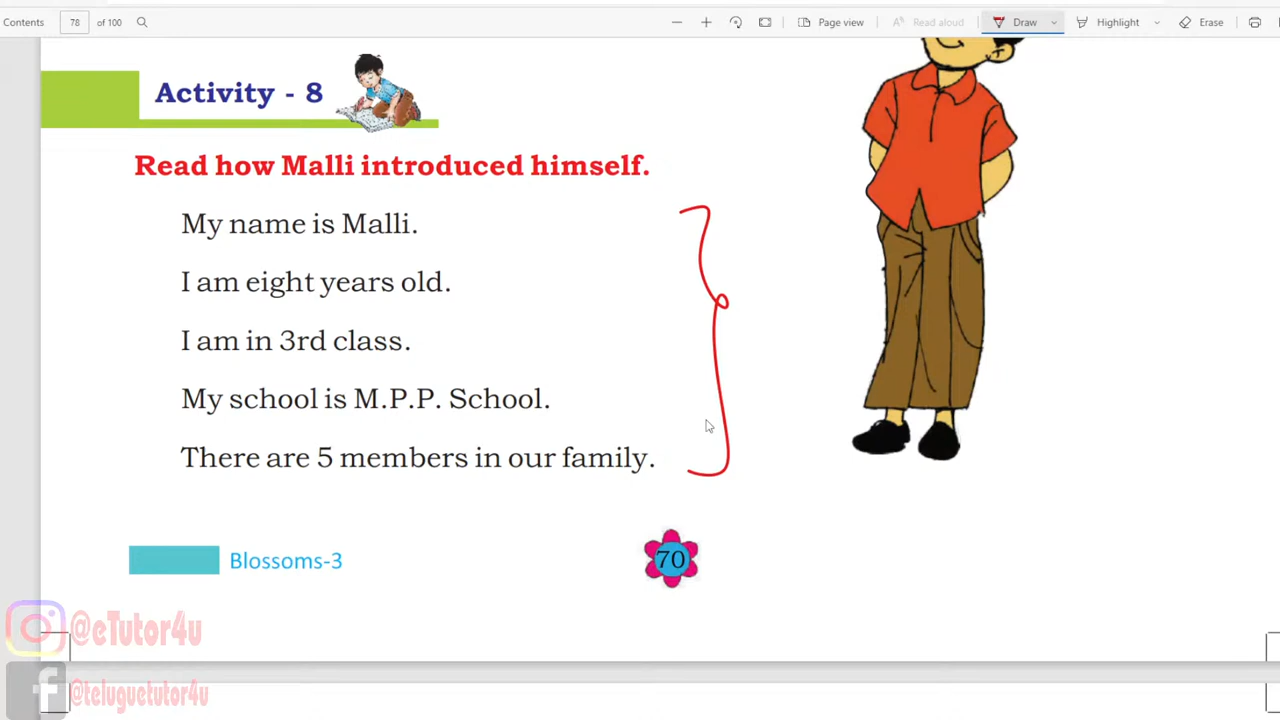 Contents 78 of 100 Page view Read aloud Draw Highlight Erase
Activity - 8
Read how Malli introduced himself.
My name is Malli.
I am eight years old.
I am in 3rd class.
My school is M.P.P. School.
There are 5 members in our family.
Blossoms-3
70
@eTutor4u
@telugututor4u